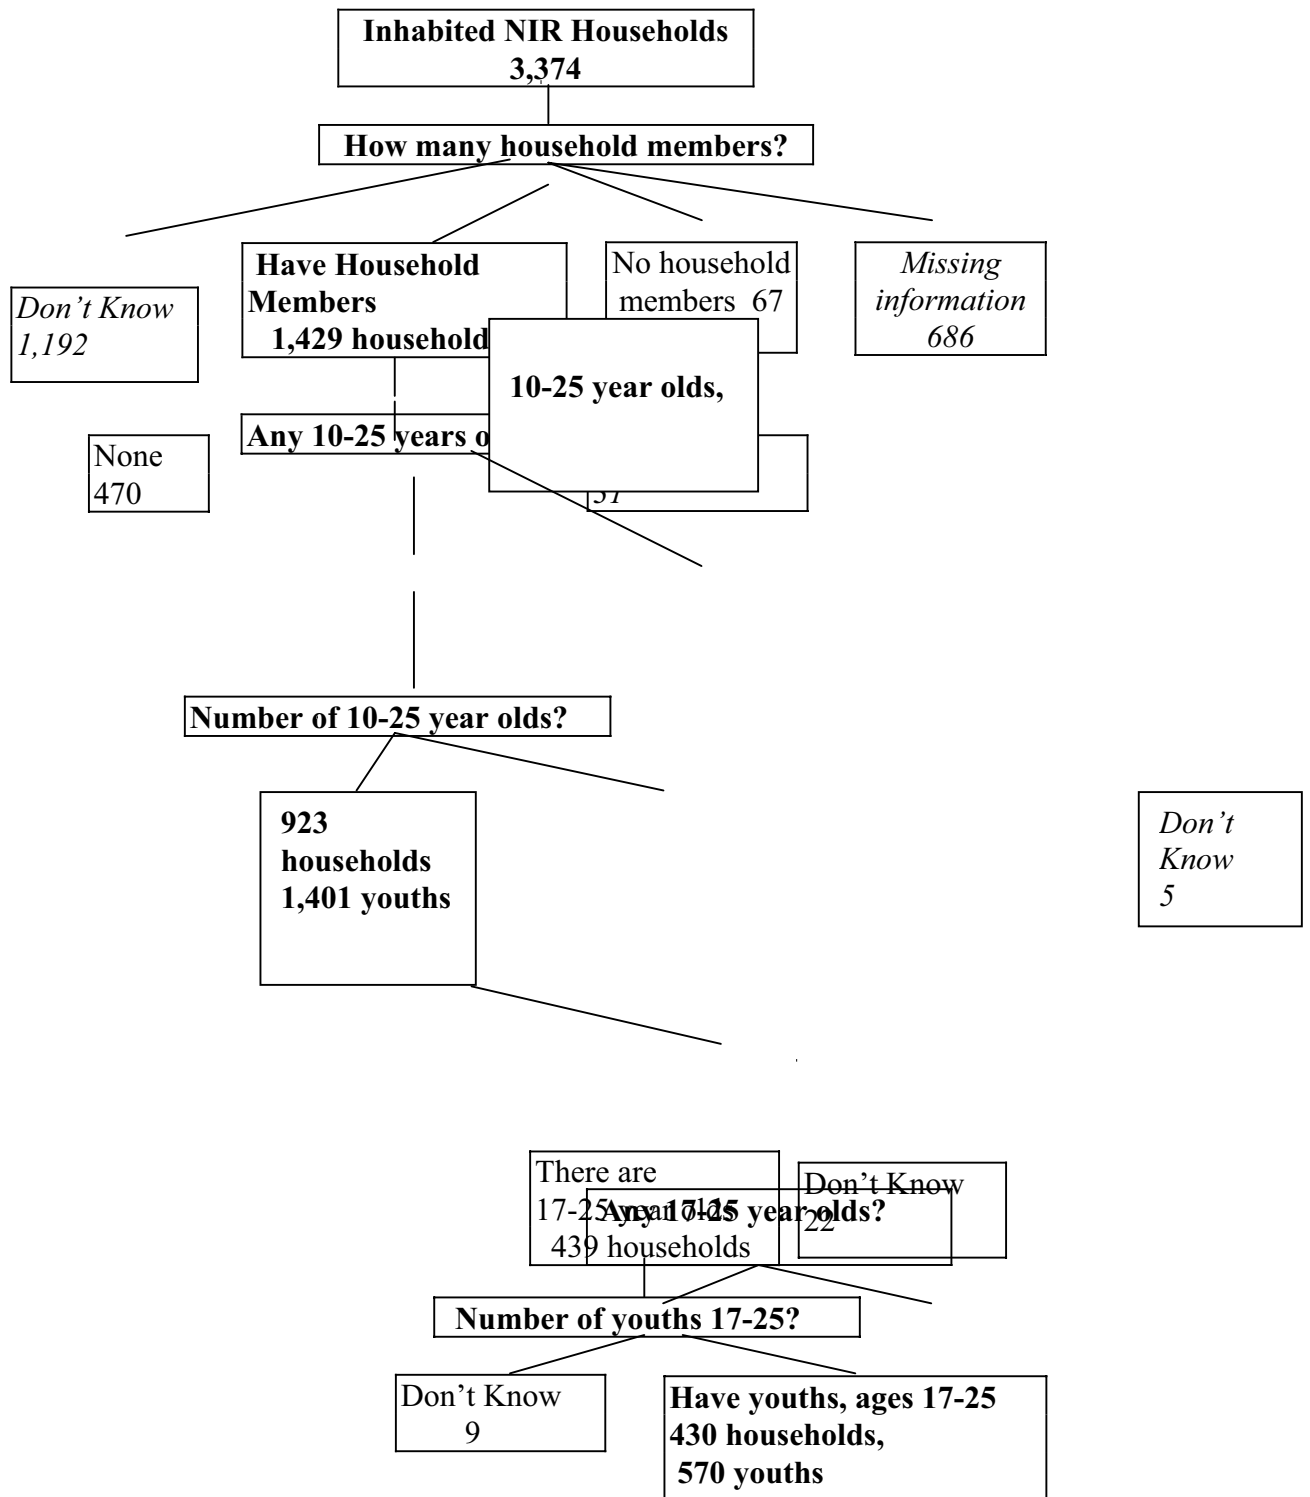 Inhabited NIR Households
3,374
How many household members?
Don’t Know
1,192
Have Household
Members
1,429 household
No household
members 67
Missing
information
686
10-25 year olds,
None
470
Any 10-25 years o
Number of 10-25 year olds?
923
households
1,401 youths
Don’t
Know
5
There are
17-25 year olds
439 households
Any 17-25 year olds?
Don’t Know
22
Number of youths 17-25?
Don’t Know
9
Have youths, ages 17-25
430 households,
570 youths